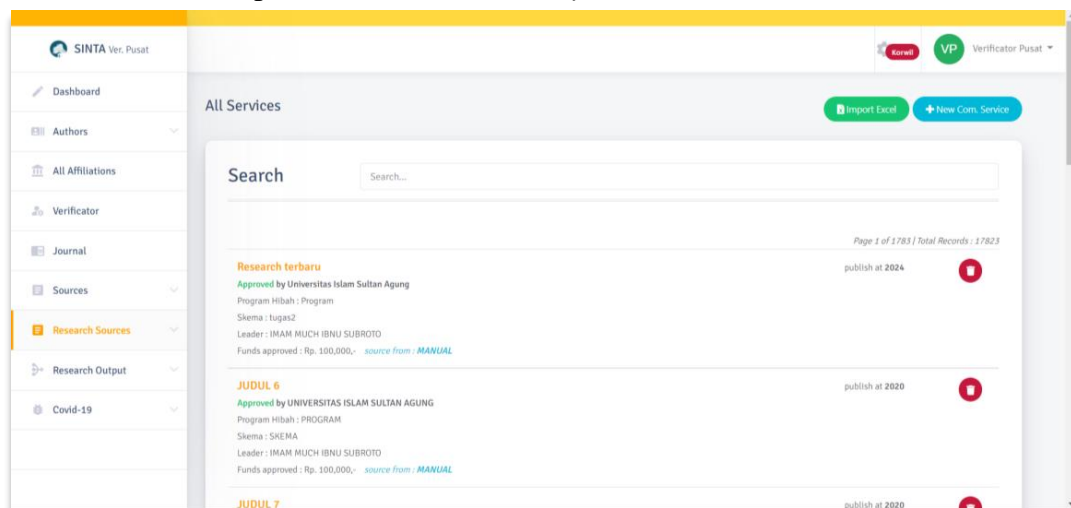 SINTA Ver. Pusat
Korwil
VP
Verificator Pusat
Dashboard
Authors
All Affiliations
Verificator
Journal
Sources
Research Sources
Research Output
Covid-19
All Services
Import Excel
New Com. Service
Search
Search...
Page 1 of 1783 | Total Records : 17823
Research terbaru
publish at 2024
Approved by Universitas Islam Sultan Agung
Program Hibah : Program
Skema : tugas2
Leader : IMAM MUCH IBNU SUBROTO
Funds approved : Rp. 100,000,- source from : MANUAL
JUDUL 6
publish at 2020
Approved by UNIVERSITAS ISLAM SULTAN AGUNG
Program Hibah : PROGRAM
Skema : SKEMA
Leader : IMAM MUCH IBNU SUBROTO
Funds approved : Rp. 100,000,- source from : MANUAL
JUDUL 7
publish at 2020